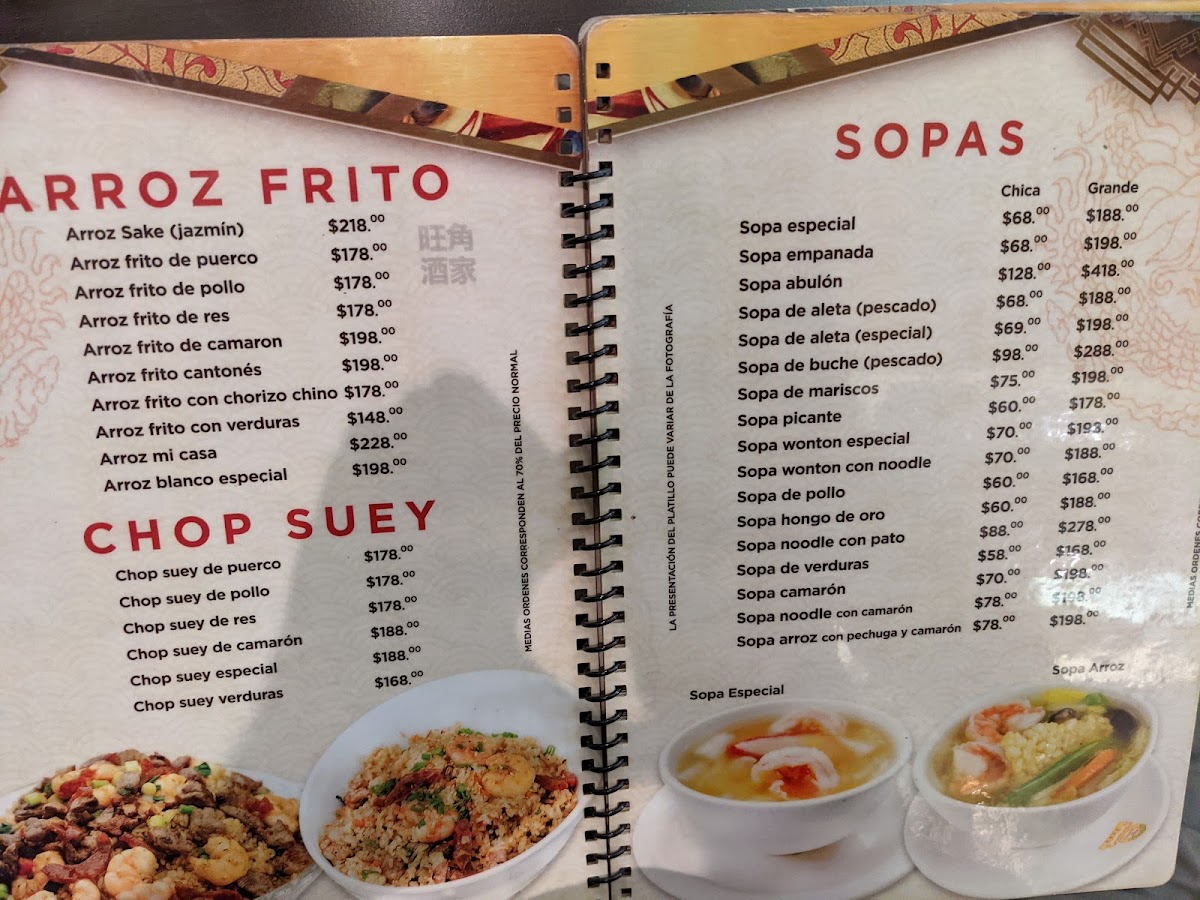 ARROZ FRITO
Arroz Sake (jazmín) $218.00
Arroz frito de puerco $178.00
Arroz frito de pollo $178.00
Arroz frito de res $178.00
Arroz frito de camaron $198.00
Arroz frito cantonés $198.00
Arroz frito con chorizo chino $178.00
Arroz frito con verduras $148.00
Arroz mi casa $228.00
Arroz blanco especial $198.00
旺角
酒家
CHOP SUEY
Chop suey de puerco $178.00
Chop suey de pollo $178.00
Chop suey de res $178.00
Chop suey de camarón $188.00
Chop suey especial $188.00
Chop suey verduras $168.00
MEDIAS ORDENES CORRESPONDEN AL 70% DEL PRECIO NORMAL
LA PRESENTACIÓN DEL PLATILLO PUEDE VARIAR DE LA FOTOGRAFÍA
SOPAS
Chica Grande
Sopa especial $68.00 $188.00
Sopa empanada $68.00 $198.00
Sopa abulón $128.00 $418.00
Sopa de aleta (pescado) $68.00 $188.00
Sopa de aleta (especial) $69.00 $198.00
Sopa de buche (pescado) $98.00 $288.00
Sopa de mariscos $75.00 $198.00
Sopa picante $60.00 $178.00
Sopa wonton especial $70.00 $193.00
Sopa wonton con noodle $70.00 $188.00
Sopa de pollo $60.00 $168.00
Sopa hongo de oro $60.00 $188.00
Sopa noodle con pato $88.00 $278.00
Sopa de verduras $58.00 $168.00
Sopa camarón $70.00 $198.00
Sopa noodle con camarón $78.00 $198.00
Sopa arroz con pechuga y camarón $78.00 $198.00
Sopa Especial
Sopa Arroz
MEDIAS ORDENES